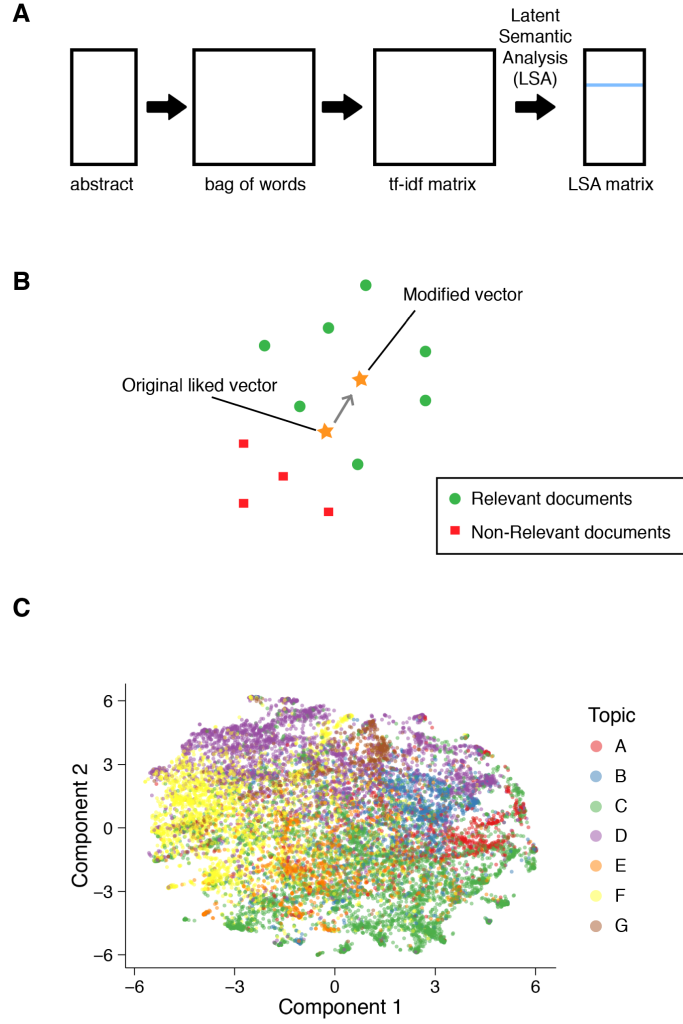 A
Latent
Semantic
Analysis
(LSA)
abstract
bag of words
tf-idf matrix
LSA matrix
B
Modified vector
Original liked vector
Relevant documents
Non-Relevant documents
C
Topic
A
B
C
D
E
F
G
Component 2
6
3
0
−3
−6
−6
−3
0
3
6
Component 1